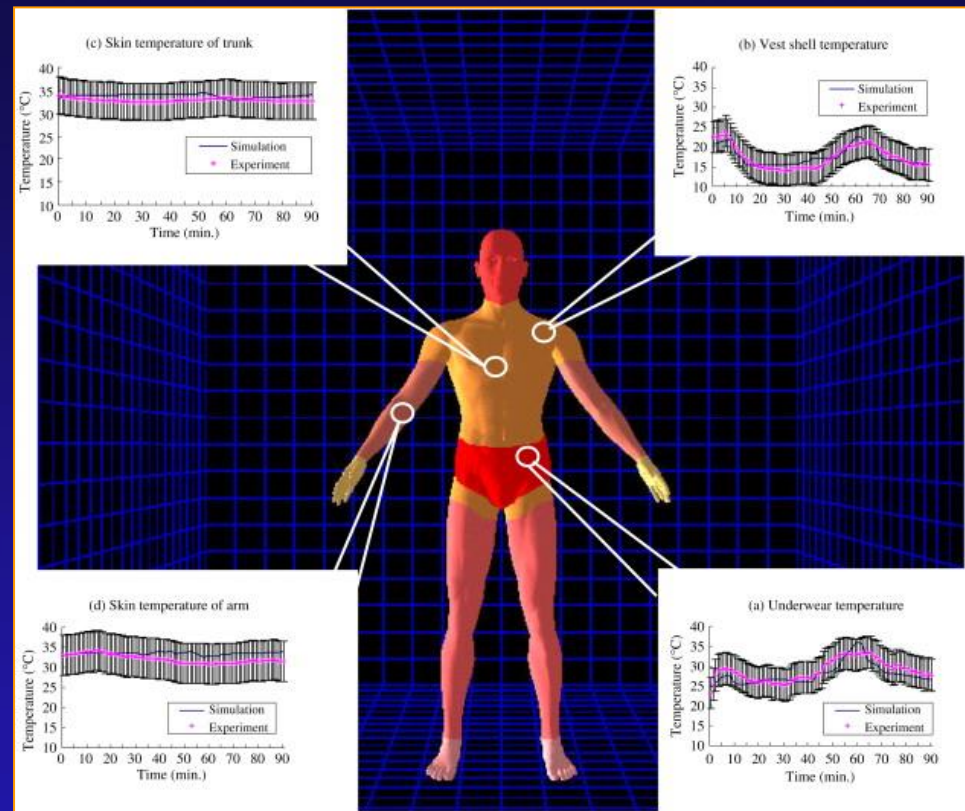 (c) Skin temperature of trunk
40
35
30
25
20
15
10
Temperature (°C)
Simulation
Experiment
0 10 20 30 40 50 60 70 80 90
Time (min.)
(b) Vest shell temperature
40
35
30
25
20
15
10
Temperature (°C)
Simulation
Experiment
0 10 20 30 40 50 60 70 80 90
Time (min.)
(d) Skin temperature of arm
40
35
30
25
20
15
10
Temperature (°C)
Simulation
Experiment
0 10 20 30 40 50 60 70 80 90
Time (min.)
(a) Underwear temperature
40
35
30
25
20
15
10
Temperature (°C)
Simulation
Experiment
0 10 20 30 40 50 60 70 80 90
Time (min.)